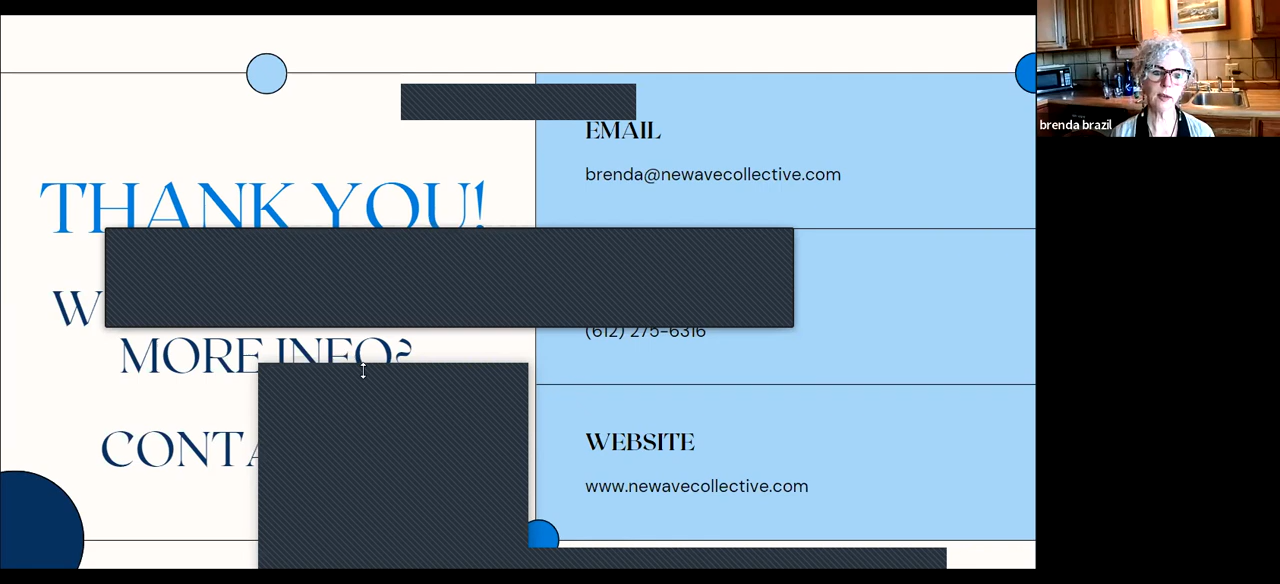 THANK YOU!
MORE INFO?
EMAIL
brenda@newavecollective.com
(612) 275-6316
WEBSITE
www.newavecollective.com
brenda brazil